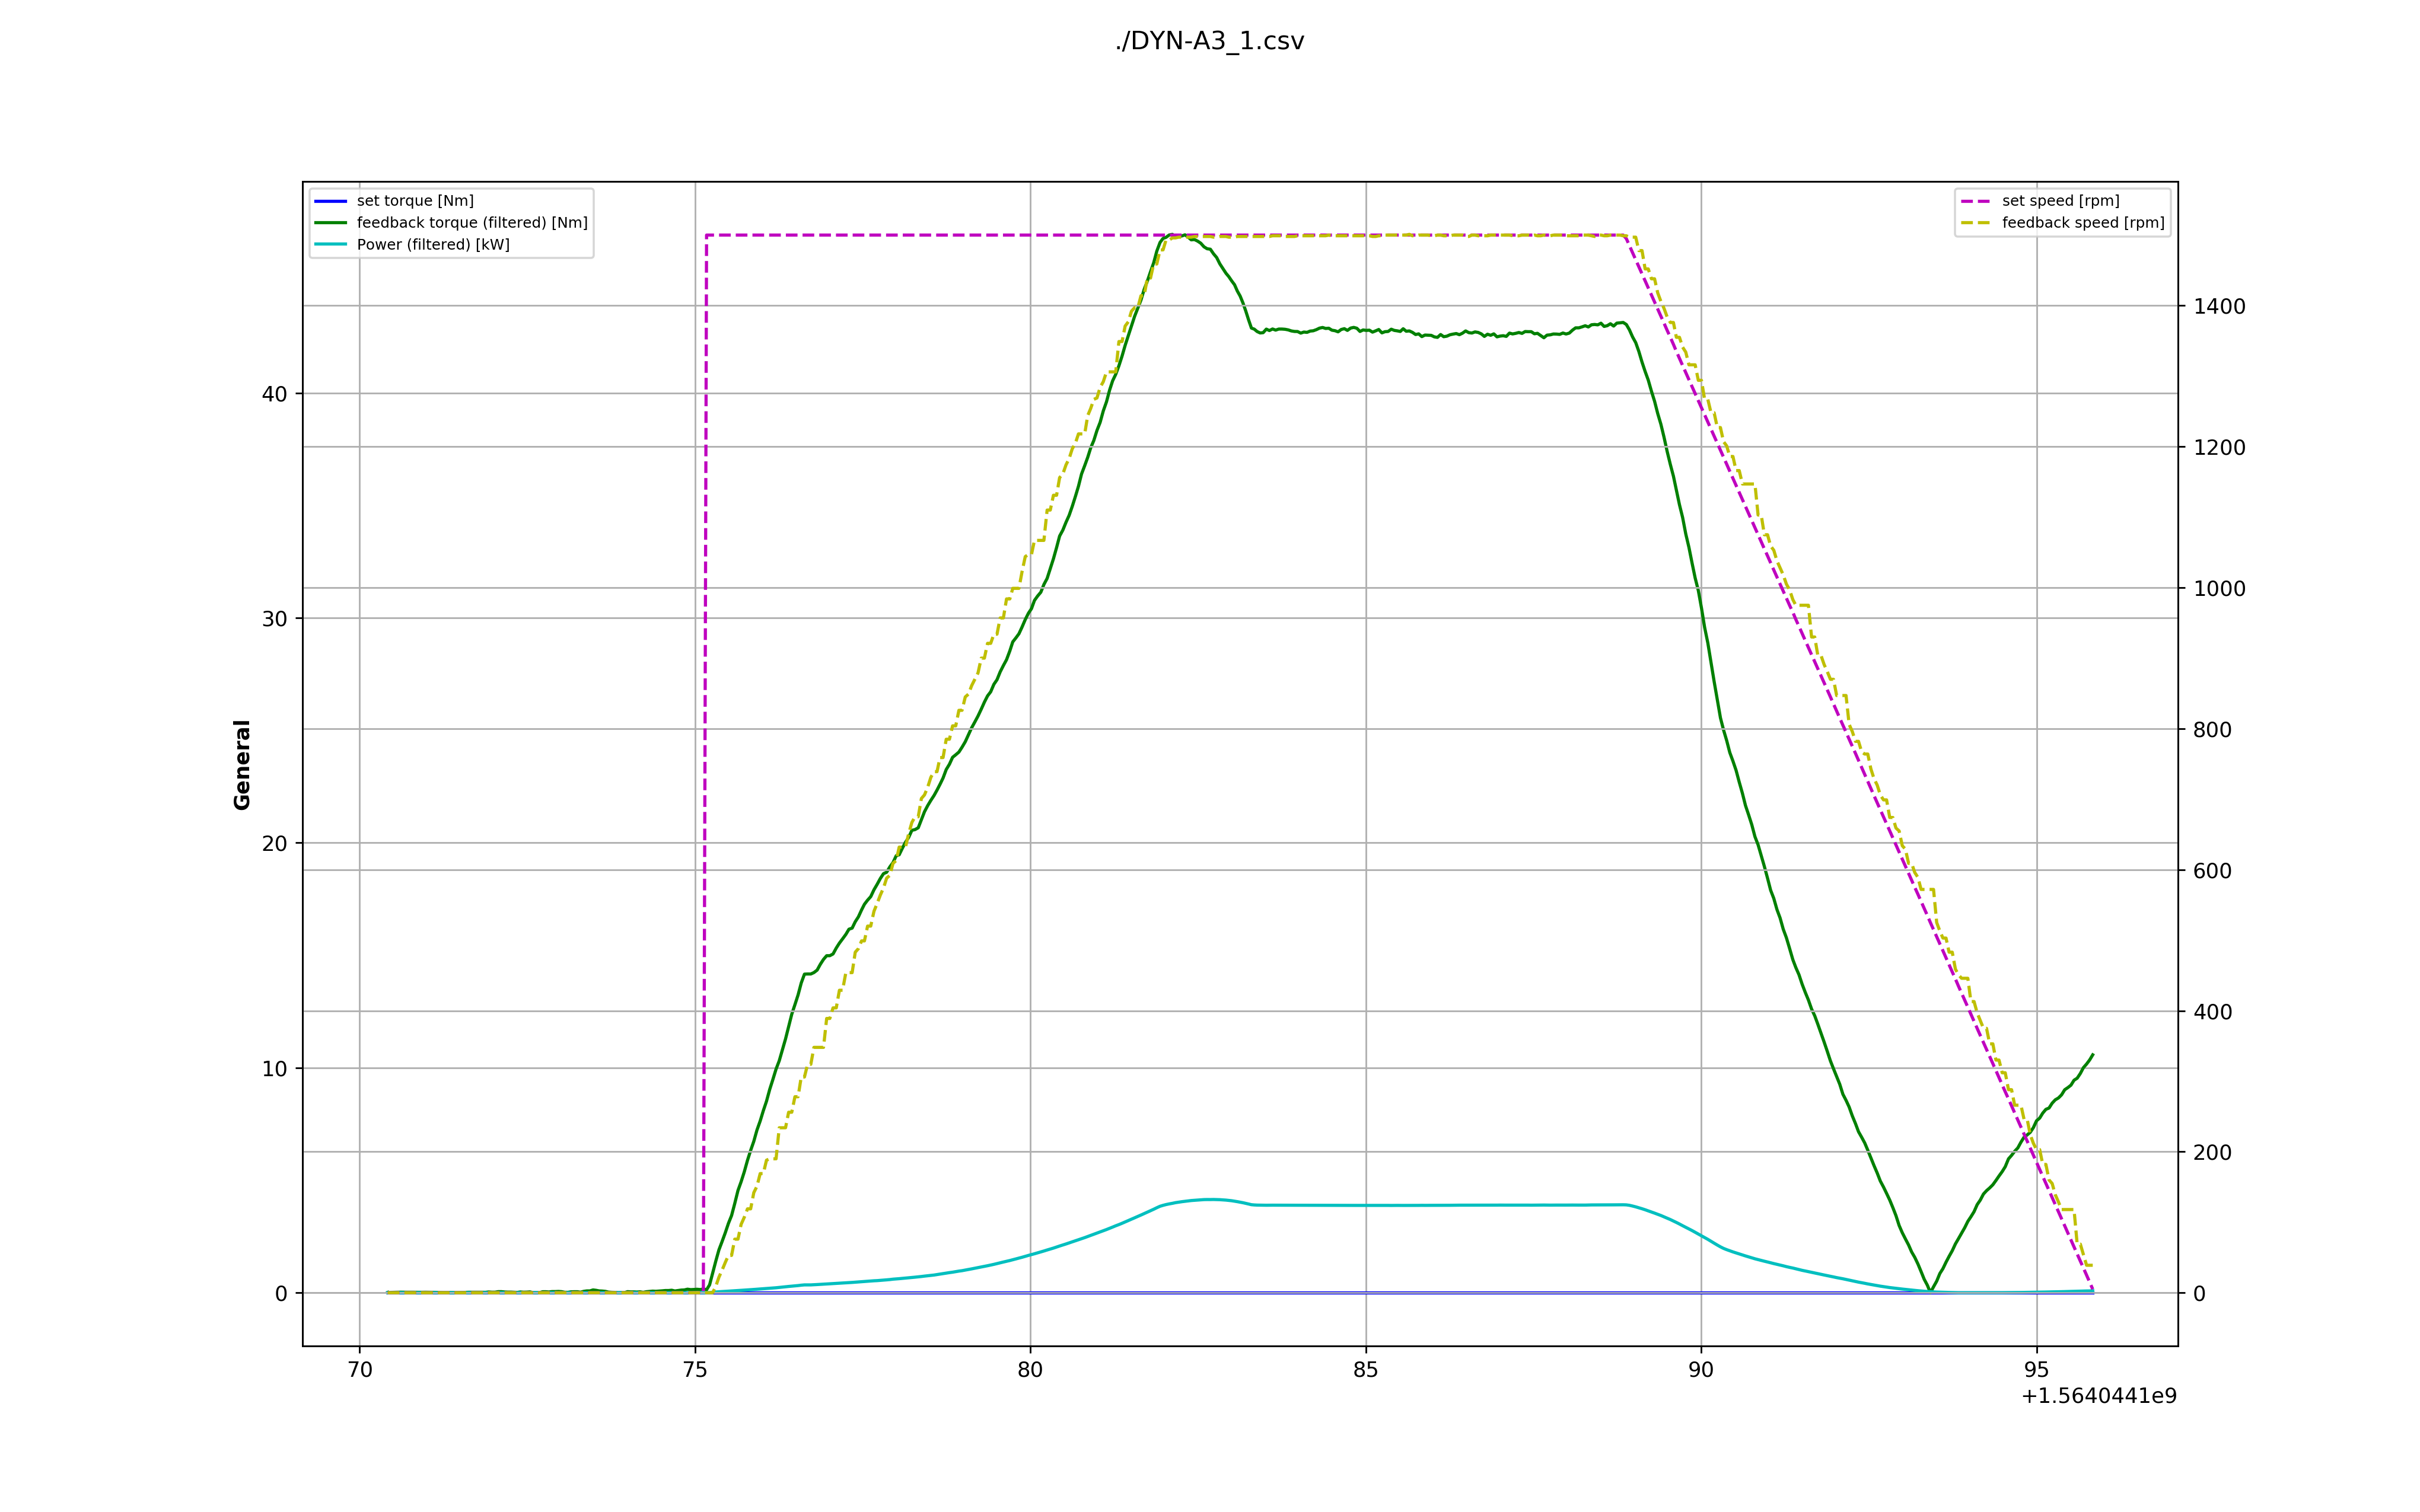 ./DYN-A3_1.csv
set torque [Nm]
feedback torque (filtered) [Nm]
Power (filtered) [kW]
set speed [rpm]
feedback speed [rpm]
General
40
30
20
10
0
1400
1200
1000
800
600
400
200
0
70 75 80 85 90 95
+1.5640441e9